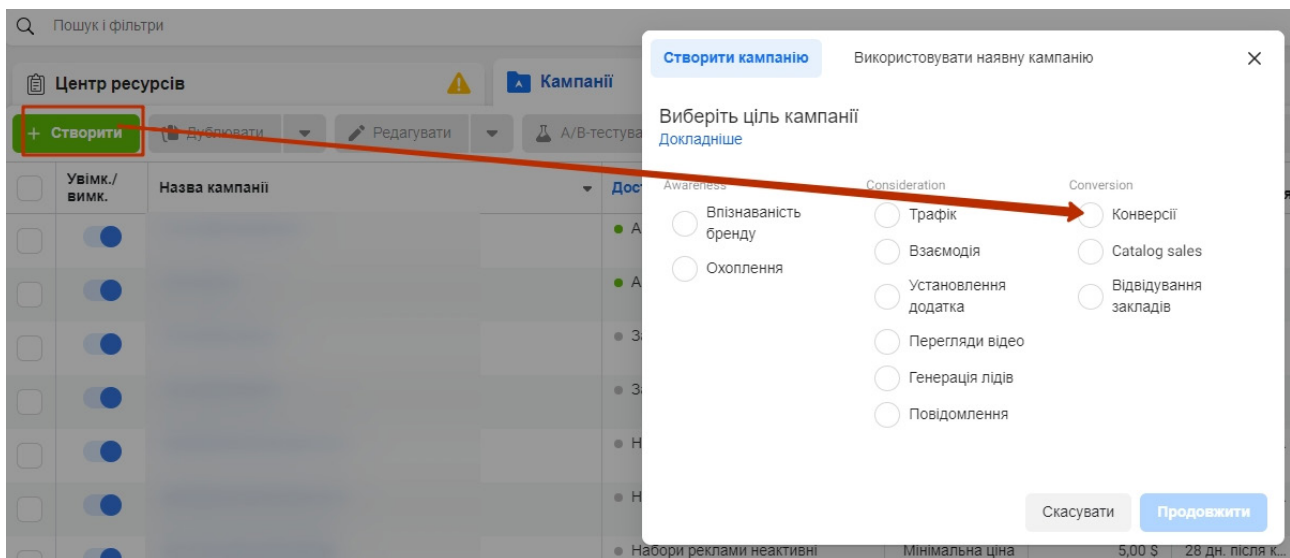 Пошук і фільтри
Створити кампанію
Використовувати наявну кампанію
Центр ресурсів
Кампанії
Виберіть ціль кампанії
Докладніше
+ Створити
Дублювати
Редагувати
А/В-тестува
Увімк./
вимк.
Назва кампанії
Дос
Awareness
Впізнаваність
бренду
Охоплення
Consideration
Трафік
Взаємодія
Установлення
додатка
Перегляди відео
Генерація лідів
Повідомлення
Conversion
Конверсії
Catalog sales
Відвідування
закладів
Скасувати
Продовжити
Набори реклами неактивні
Мінімальна ціна
5,00 $
28 дн. після к...